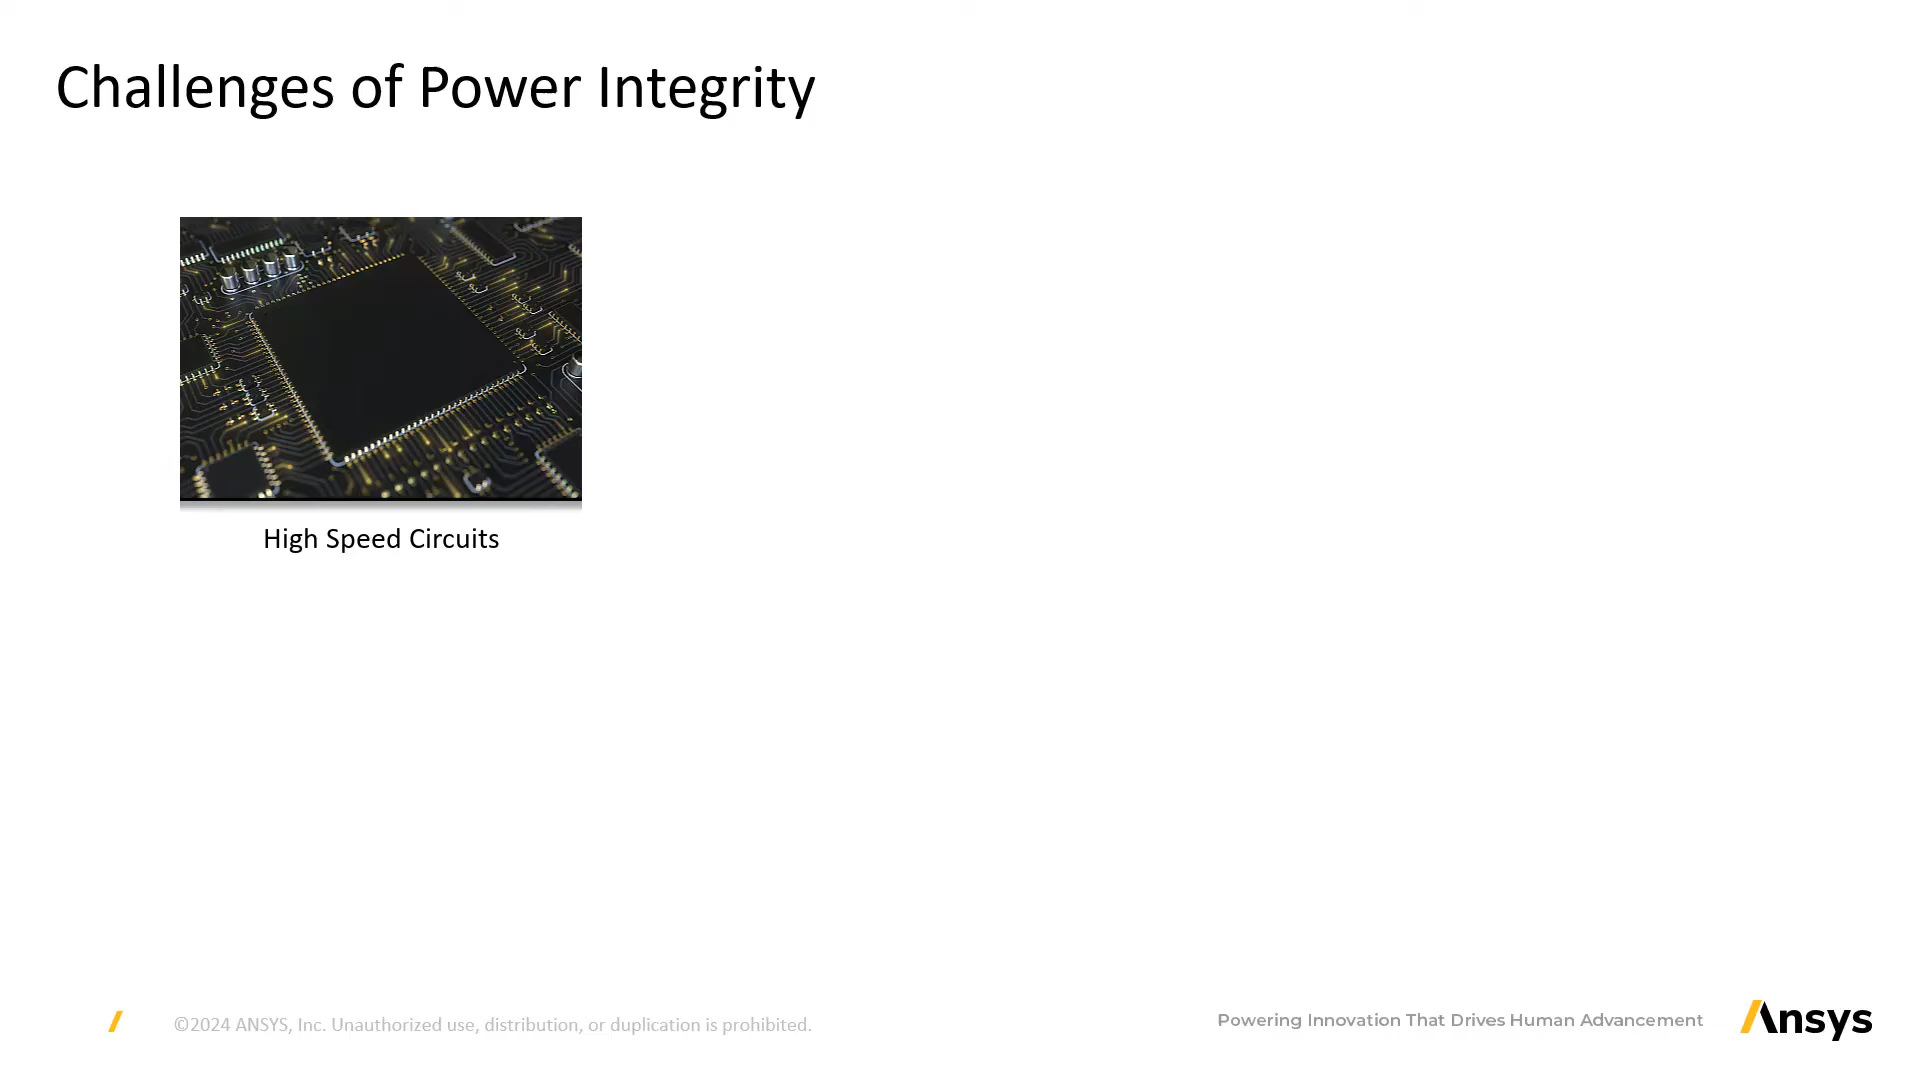 Challenges of Power Integrity
High Speed Circuits
©2024 ANSYS, Inc. Unauthorized use, distribution, or duplication is prohibited.
Powering Innovation That Drives Human Advancement
Ansys